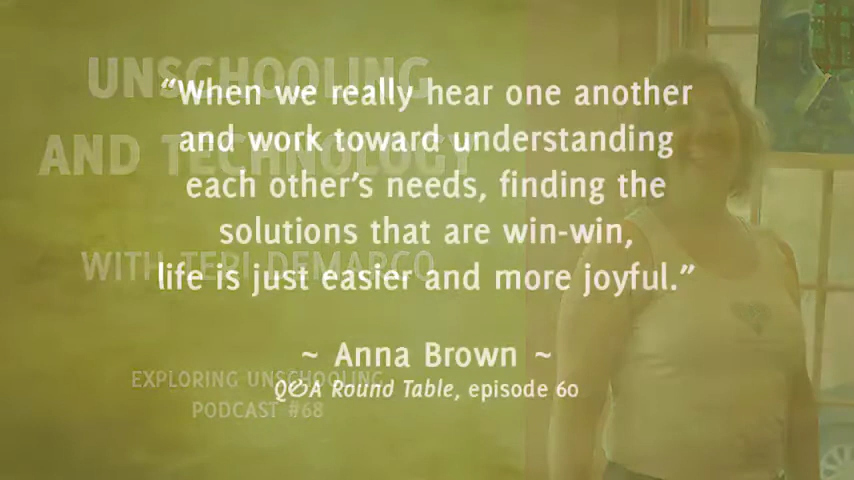 UNSCHOOLING
AND TECHNOLOGY
WITH TERI DEMARCO
EXPLORING UNSCHOOLING
PODCAST #68
“When we really hear one another
and work toward understanding
each other’s needs, finding the
solutions that are win-win,
life is just easier and more joyful.”
~ Anna Brown ~
Q&A Round Table, episode 60